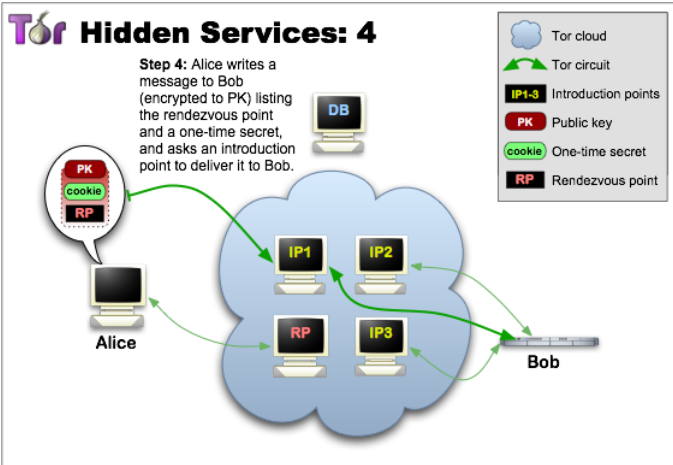 Tor Hidden Services: 4
Step 4: Alice writes a
message to Bob
(encrypted to PK) listing
the rendezvous point
and a one-time secret,
and asks an introduction
point to deliver it to Bob.
DB
Tor cloud
Tor circuit
IP1-3 Introduction points
PK Public key
cookie One-time secret
RP Rendezvous point
PK
cookie
RP
IP1
IP2
RP
IP3
Alice
Bob